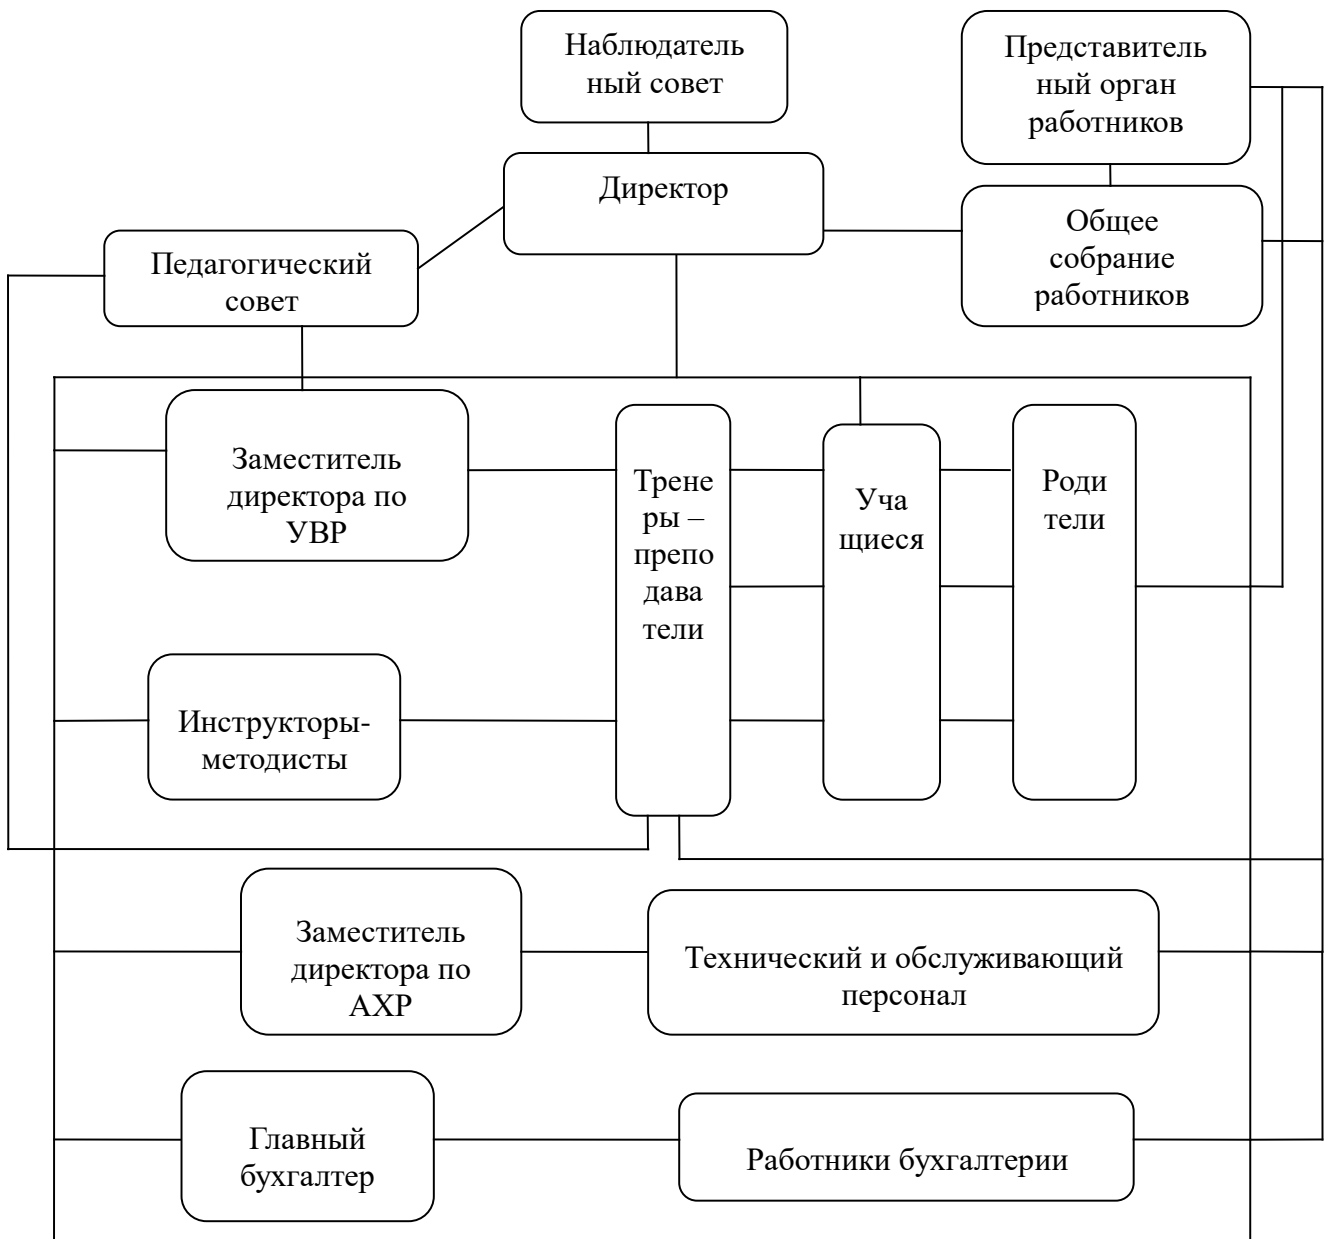 Наблюдатель
ный совет
Представитель
ный орган
работников
Директор
Общее
собрание
работников
Педагогический
совет
Заместитель
директора по
УВР
Трене
ры –
препо
дава
тели
Уча
щиеся
Роди
тели
Инструкторы-
методисты
Заместитель
директора по
АХР
Технический и обслуживающий
персонал
Главный
бухгалтер
Работники бухгалтерии